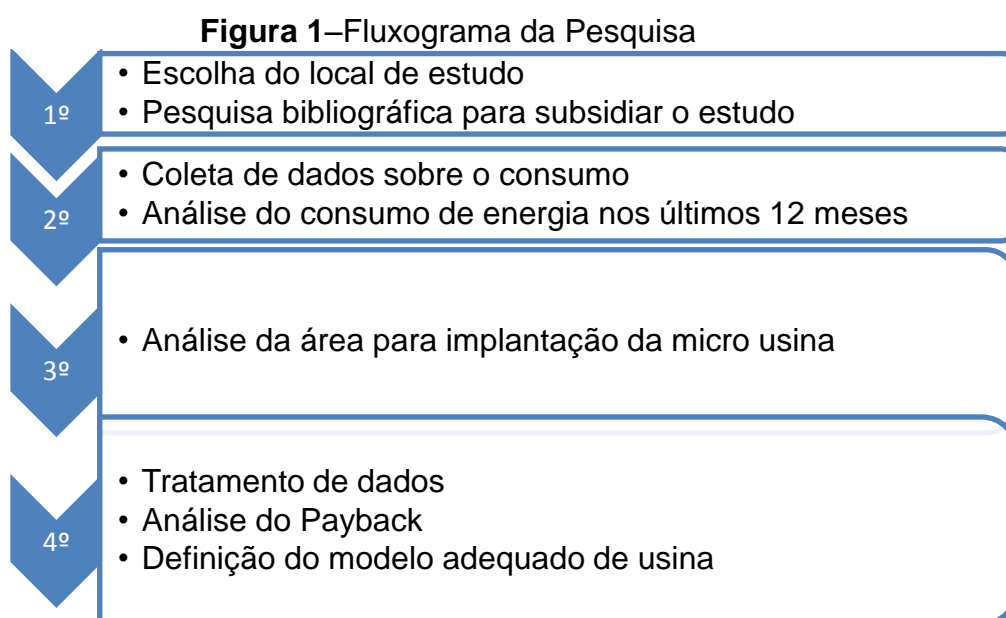 Figura 1–Fluxograma da Pesquisa
1º
• Escolha do local de estudo
• Pesquisa bibliográfica para subsidiar o estudo
2º
• Coleta de dados sobre o consumo
• Análise do consumo de energia nos últimos 12 meses
3º
• Análise da área para implantação da micro usina
4º
• Tratamento de dados
• Análise do Payback
• Definição do modelo adequado de usina